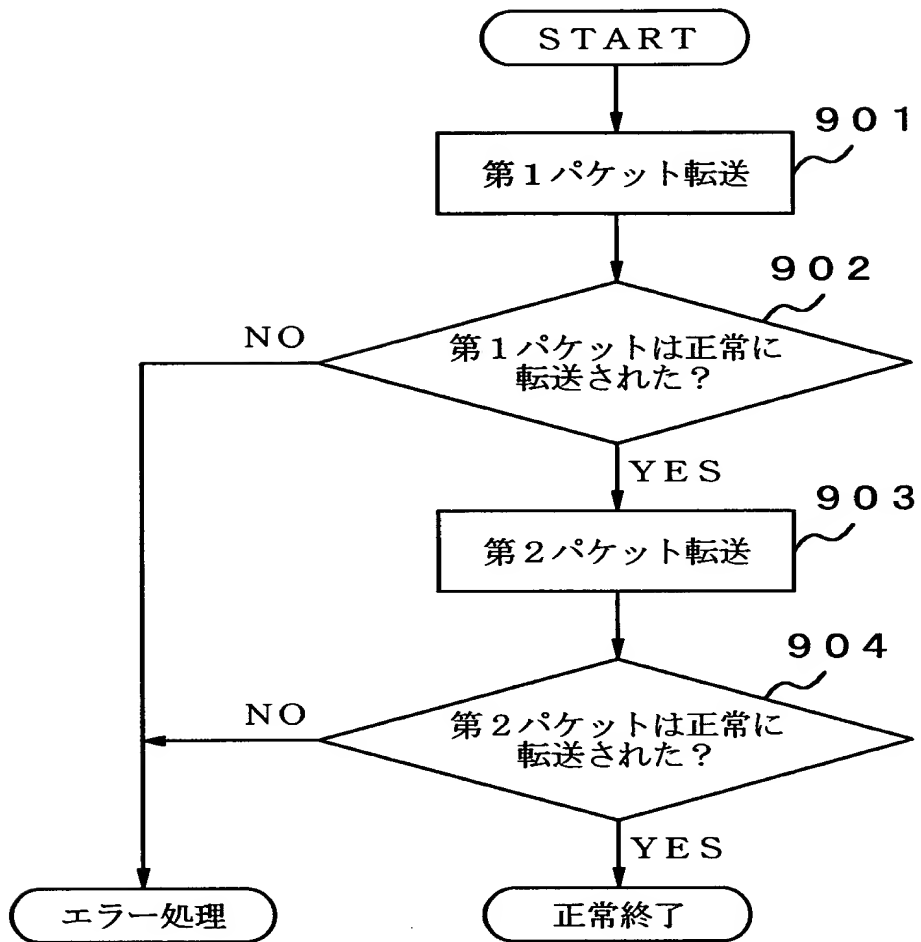 START
901
第1パケット転送
902
NO
第1パケットは正常に
転送された?
YES
903
第2パケット転送
904
NO
第2パケットは正常に
転送された?
YES
エラー処理
正常終了